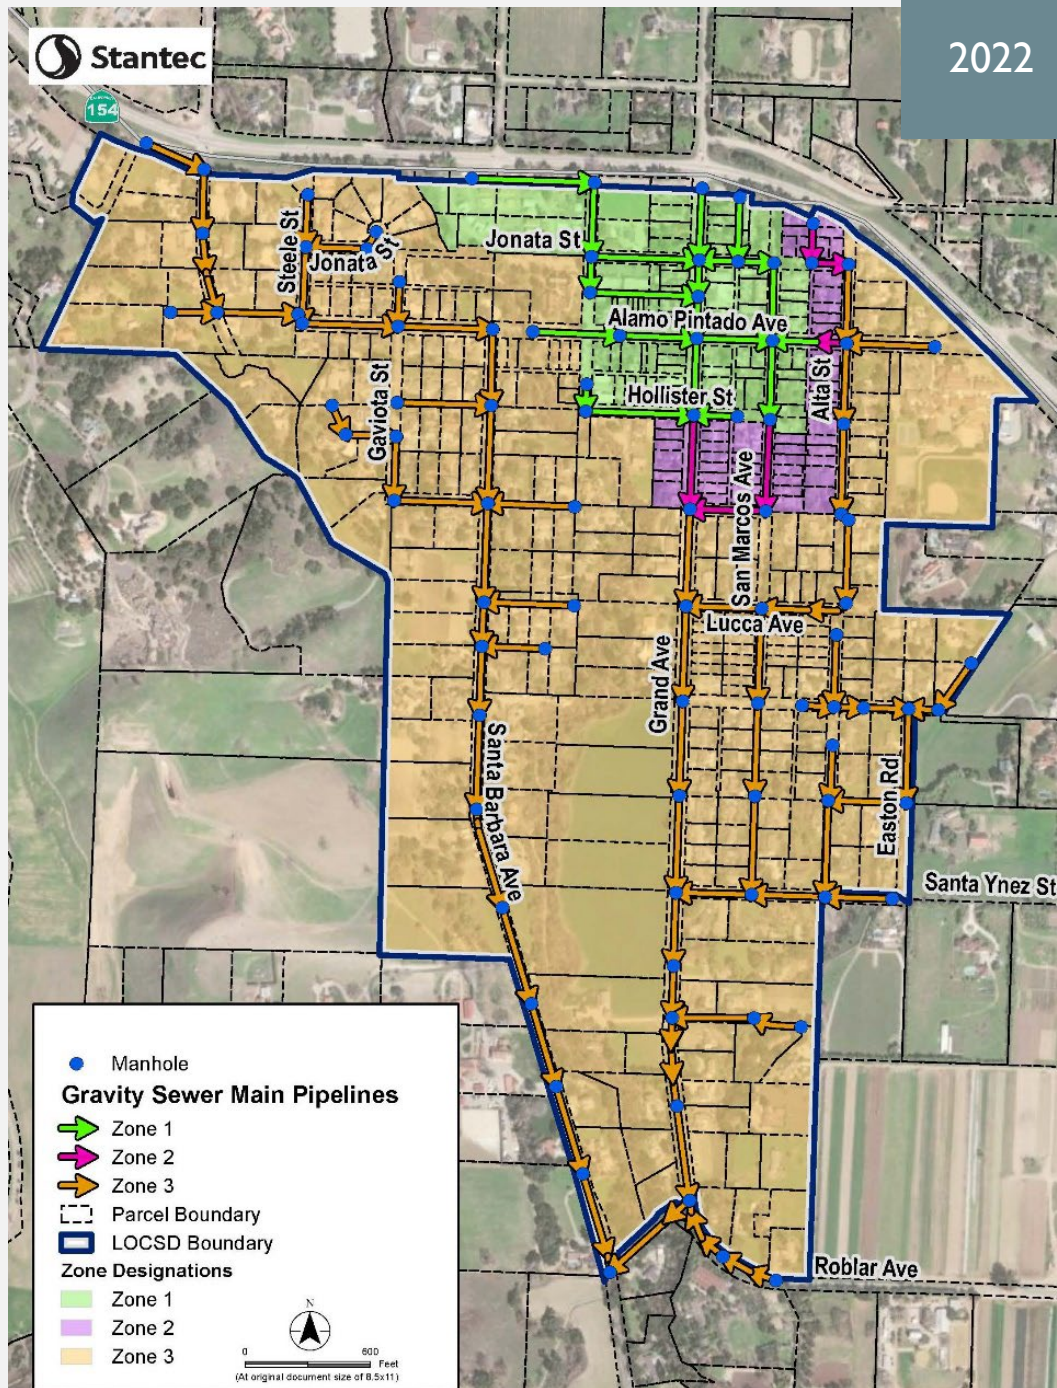 2022
Stantec
154
Jonata St
Steele St
Jonata St
Alamo Pintado Ave
Alta St
Hollister St
Gaviota St
San Marcos Ave
Lucca Ave
Grand Ave
Santa Barbara Ave
Easton Rd
Santa Ynez St
Roblar Ave
Manhole
Gravity Sewer Main Pipelines
Zone 1
Zone 2
Zone 3
Parcel Boundary
LOCSD Boundary
Zone Designations
Zone 1
Zone 2
Zone 3
N
0 600
Feet
(At original document size of 8.5x11)